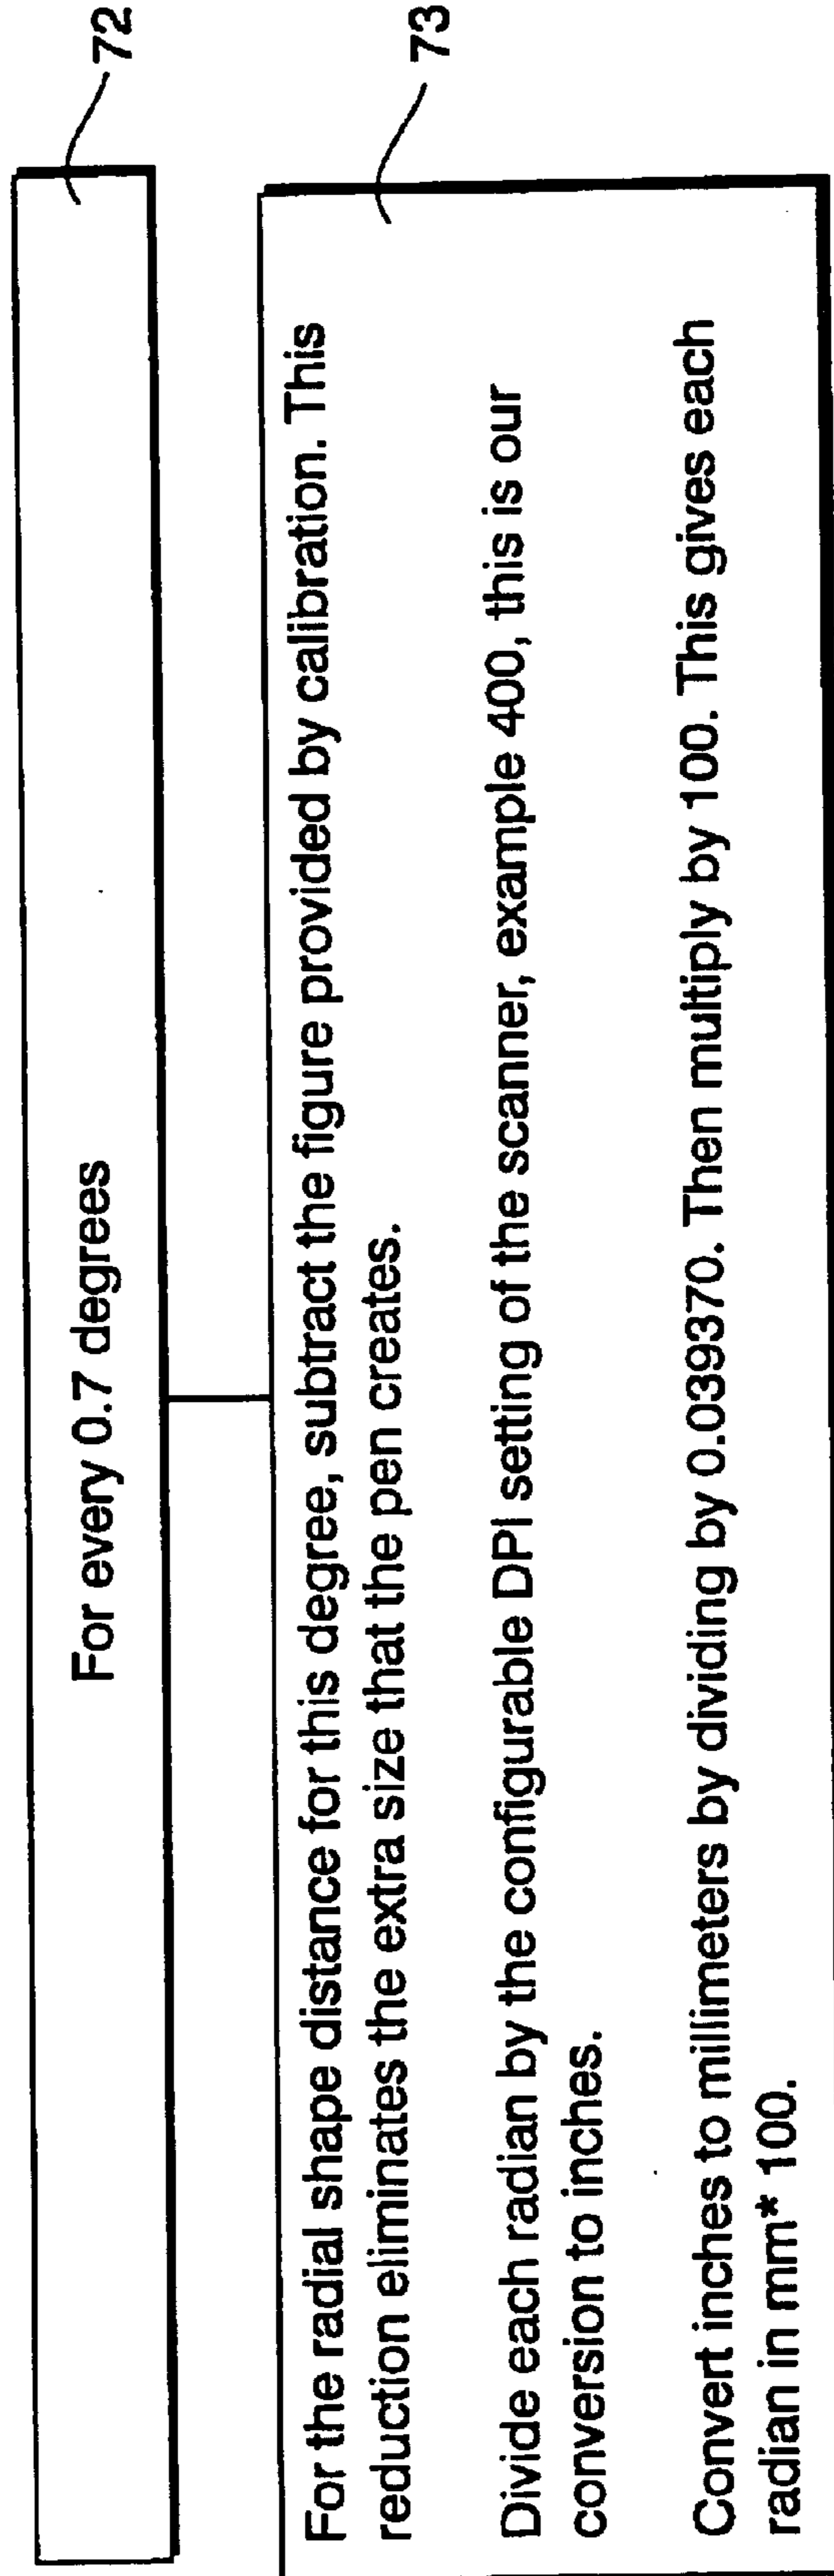 For every 0.7 degrees
72
For the radial shape distance for this degree, subtract the figure provided by calibration. This
reduction eliminates the extra size that the pen creates.
Divide each radian by the configurable DPI setting of the scanner, example 400, this is our
conversion to inches.
Convert inches to millimeters by dividing by 0.039370. Then multiply by 100. This gives each
radian in mm* 100.
73